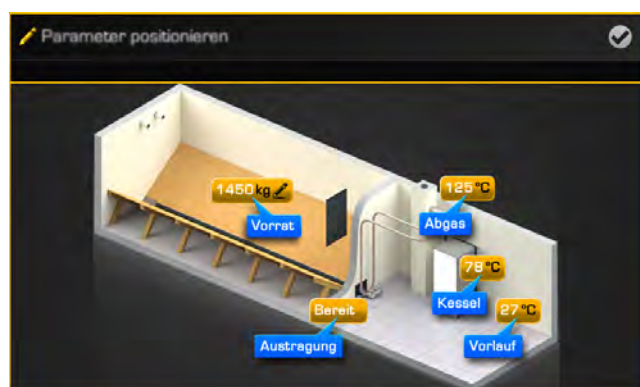 Parameter positionieren
125 °C
1450 kg
Abgas
Vorrat
78 °C
Kessel
Bereit
27 °C
Austragung
Vorlauf